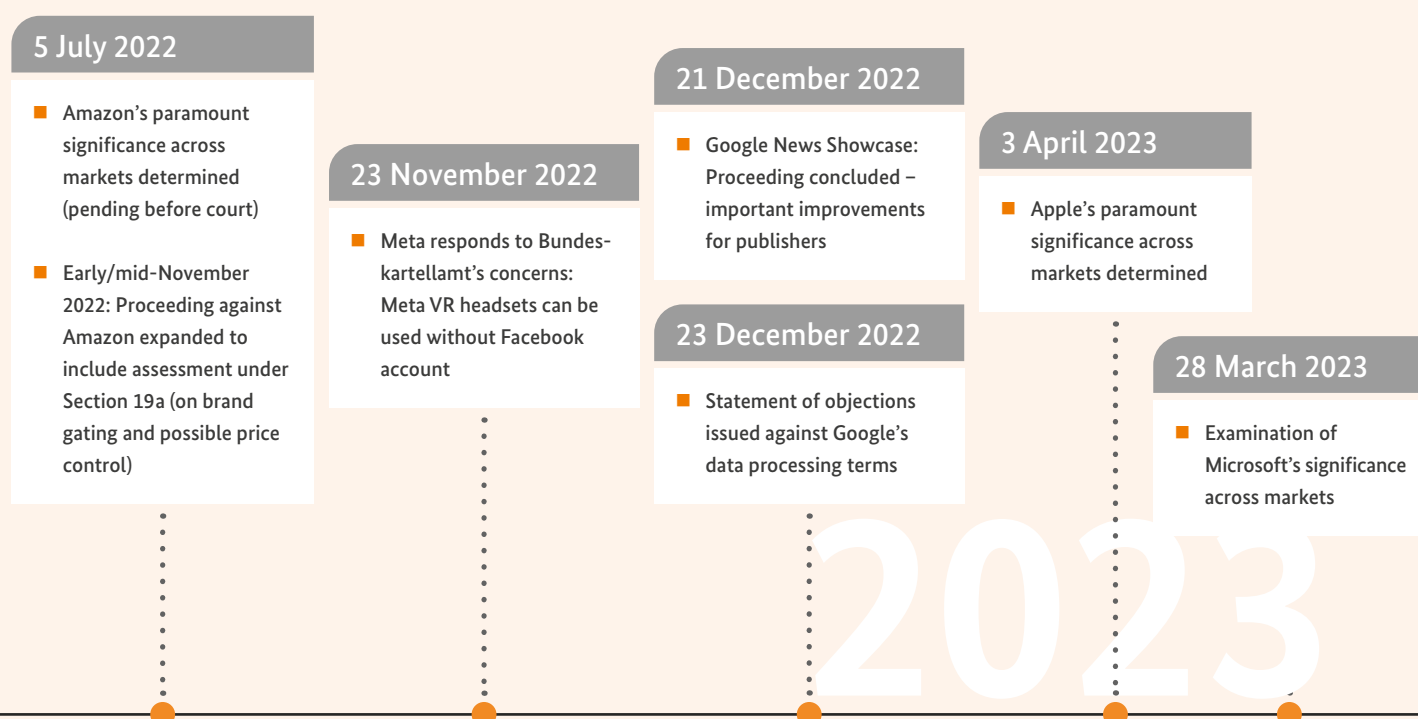 5 July 2022
Amazon’s paramount
significance across
markets determined
(pending before court)
Early/mid-November
2022: Proceeding against
Amazon expanded to
include assessment under
Section 19a (on brand
gating and possible price
control)
23 November 2022
Meta responds to Bundes-
kartellamt’s concerns:
Meta VR headsets can be
used without Facebook
account
21 December 2022
Google News Showcase:
Proceeding concluded –
important improvements
for publishers
23 December 2022
Statement of objections
issued against Google’s
data processing terms
3 April 2023
Apple’s paramount
significance across
markets determined
28 March 2023
Examination of
Microsoft’s significance
across markets
2023